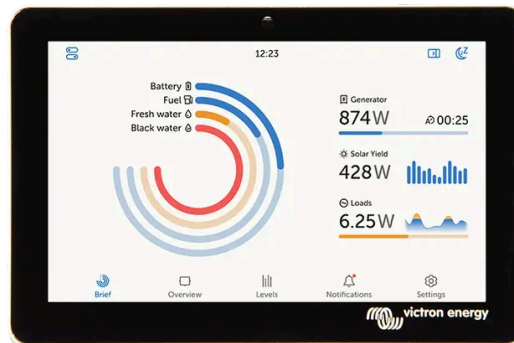 12:23
Battery
Fuel
Fresh water
Black water
Generator
874W
00:25
Solar Yield
428W
Loads
6.25W
Brief
Overview
Levels
Notifications
Settings
victron energy